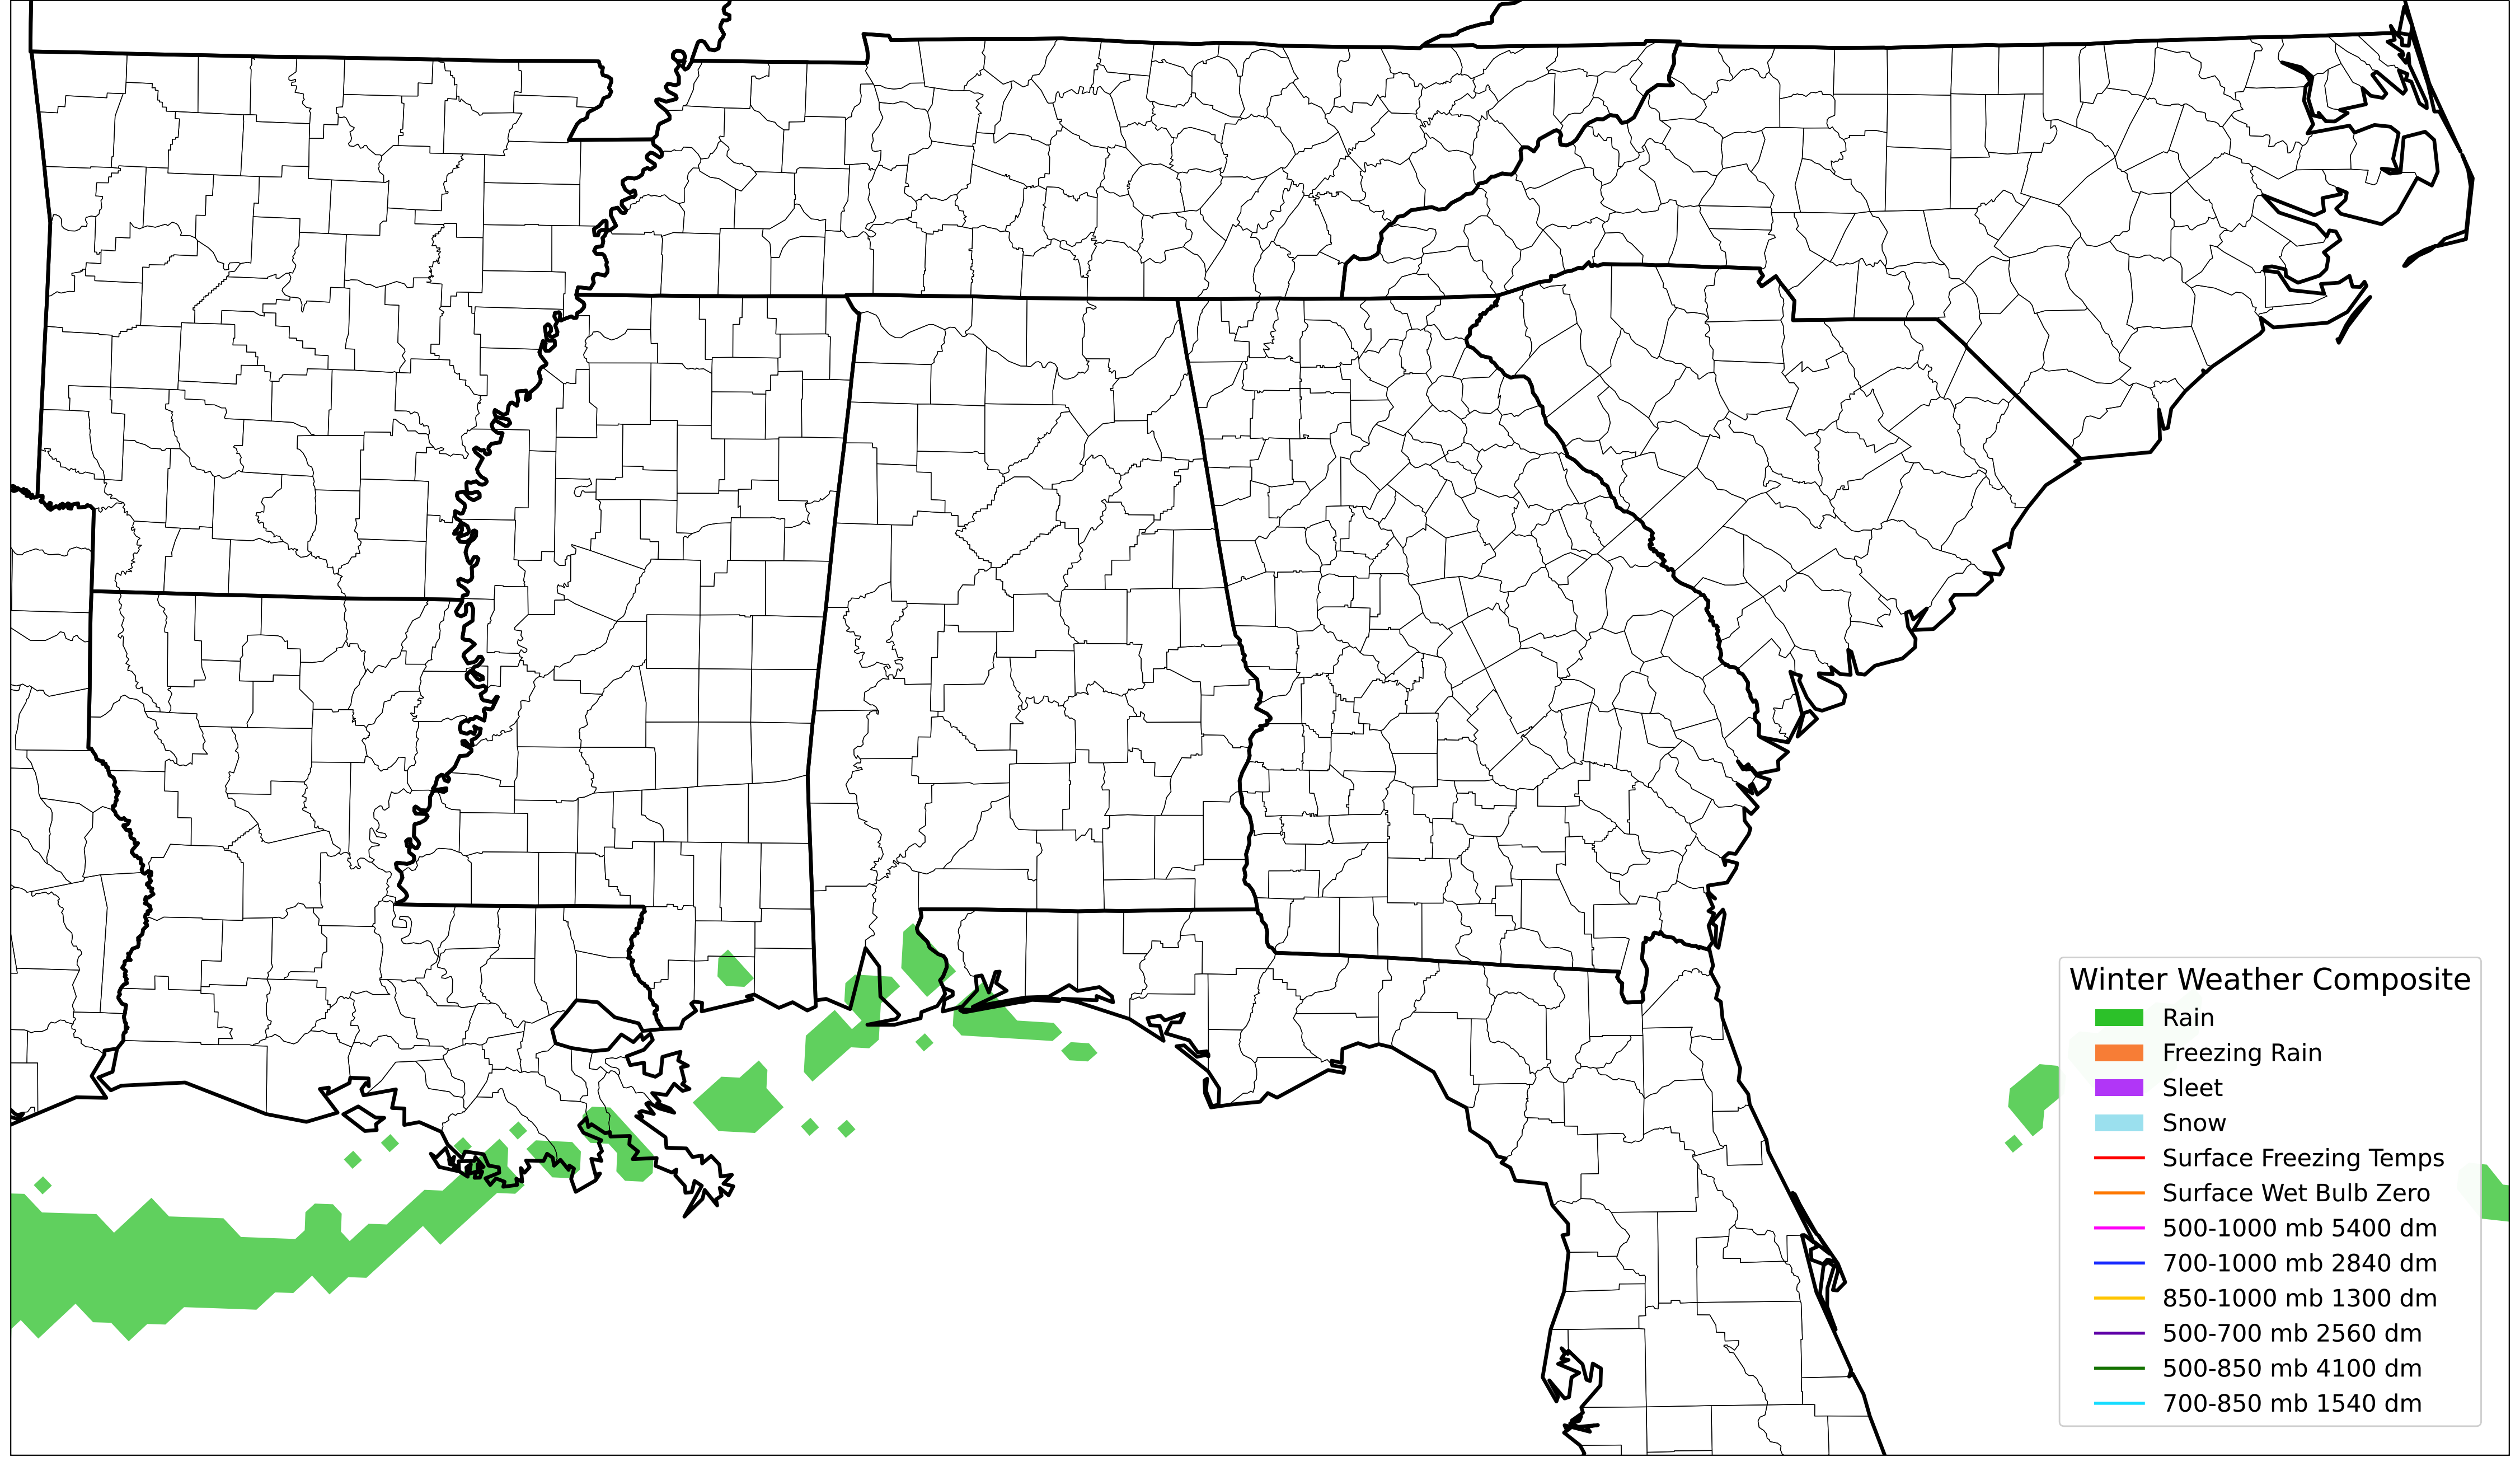 Winter Weather Composite
Rain
Freezing Rain
Sleet
Snow
Surface Freezing Temps
Surface Wet Bulb Zero
500-1000 mb 5400 dm
700-1000 mb 2840 dm
850-1000 mb 1300 dm
500-700 mb 2560 dm
500-850 mb 4100 dm
700-850 mb 1540 dm